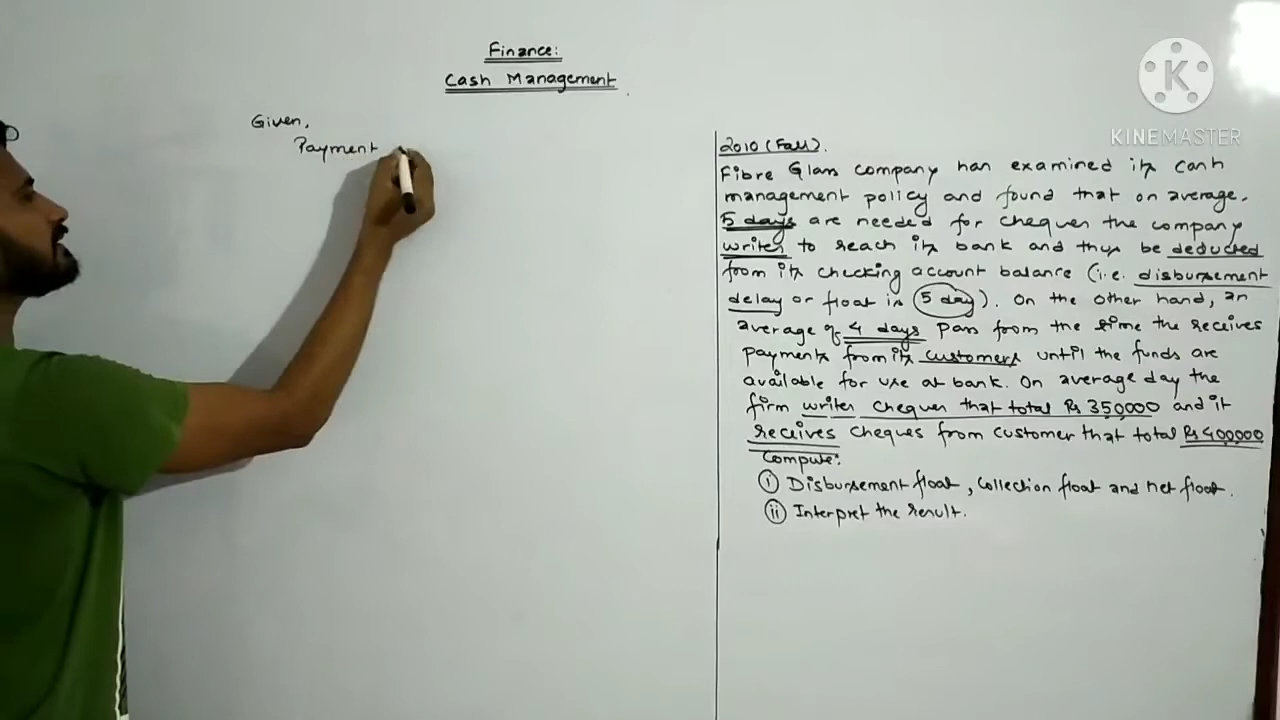 Finance:
Cash Management
Given,
Payment
2010 (Fall).
Fibre Glass company has examined its cash
management policy and found that on average,
5 days are needed for cheques the company
writes to reach its bank and thus be deducted
from its checking account balance (i.e. disbursement
delay or float is 5 day). On the other hand, an
average of 4 days pass from the time the receives
payments from its customers until the funds are
available for use at bank. On average day the
firm writes cheques that total Rs 350000 and it
receives cheques from customer that total Rs 400000
Compute:
(i) Disbursement float, Collection float and Net float.
(ii) Interpret the result.
K
KINEMASTER